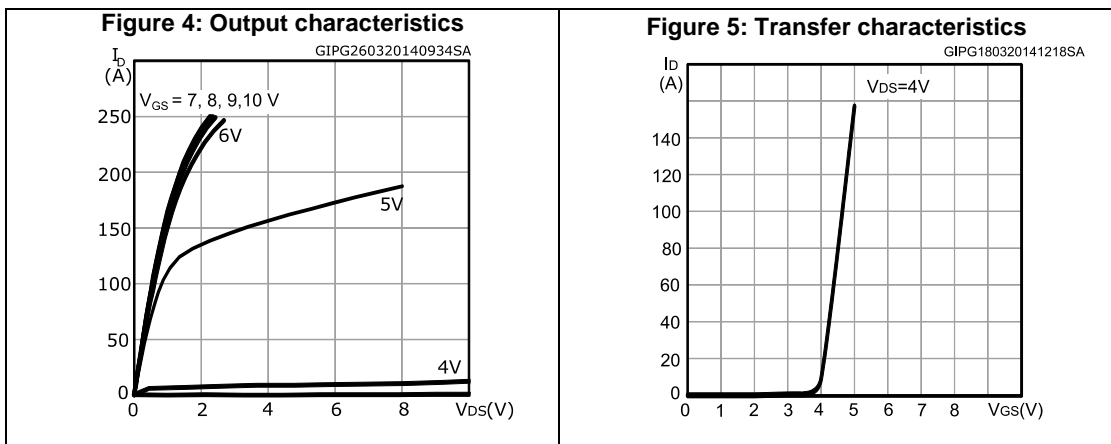 Figure 4: Output characteristics
GIPG260320140934SA
ID
(A)
VGS = 7, 8, 9,10 V
250
6V
200
5V
150
100
50
4V
0
0 2 4 6 8 VDS(V)
Figure 5: Transfer characteristics
GIPG180320141218SA
ID
(A)
VDS=4V
140
120
100
80
60
40
20
0
0 1 2 3 4 5 6 7 8 VGS(V)